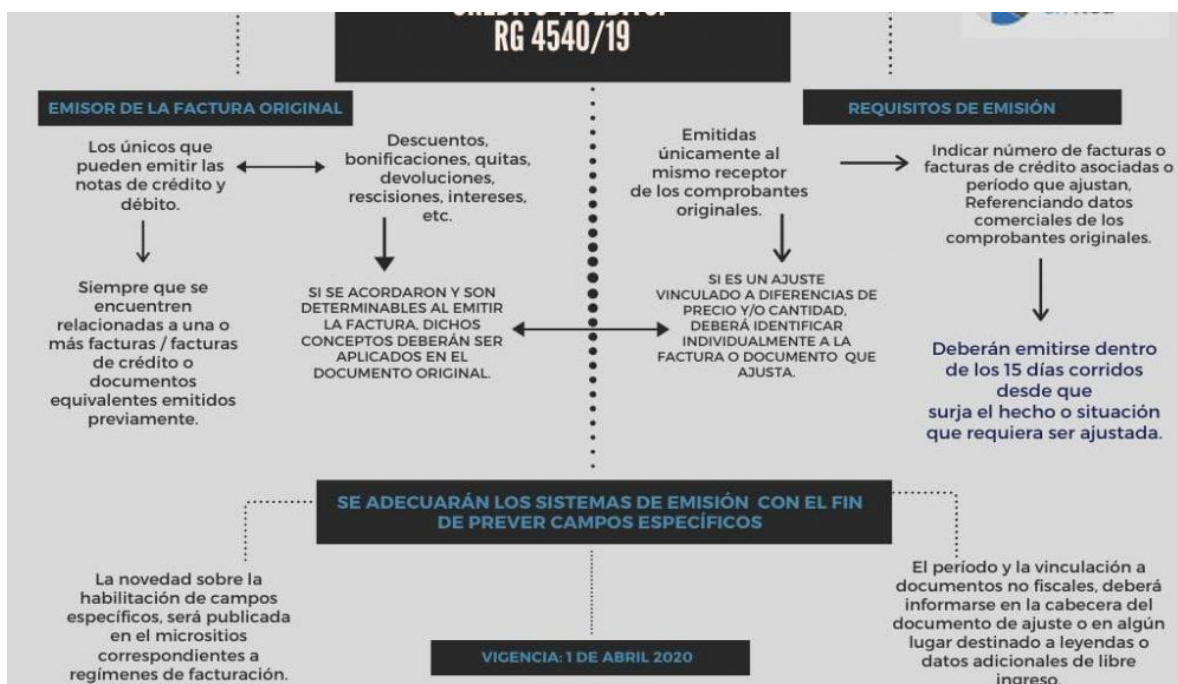 CRÉDITO Y DÉBITO.
RG 4540/19
EMISOR DE LA FACTURA ORIGINAL
Los únicos que
pueden emitir las
notas de crédito y
débito.
Siempre que se
encuentren
relacionadas a una o
más facturas / facturas
de crédito o
documentos
equivalentes emitidos
previamente.
Descuentos,
bonificaciones, quitas,
devoluciones,
rescisiones, intereses,
etc.
SI SE ACORDARON Y SON
DETERMINABLES AL EMITIR
LA FACTURA, DICHOS
CONCEPTOS DEBERÁN SER
APLICADOS EN EL
DOCUMENTO ORIGINAL.
Emitidas
únicamente al
mismo receptor
de los comprobantes
originales.
SI ES UN AJUSTE
VINCULADO A DIFERENCIAS DE
PRECIO Y/O CANTIDAD,
DEBERÁ IDENTIFICAR
INDIVIDUALMENTE A LA
FACTURA O DOCUMENTO QUE
AJUSTA.
REQUISITOS DE EMISIÓN
Indicar número de facturas o
facturas de crédito asociadas o
período que ajustan,
Referenciando datos
comerciales de los
comprobantes originales.
Deberán emitirse dentro
de los 15 días corridos
desde que
surja el hecho o situación
que requiera ser ajustada.
SE ADECUARÁN LOS SISTEMAS DE EMISIÓN CON EL FIN
DE PREVER CAMPOS ESPECÍFICOS
La novedad sobre la
habilitación de campos
específicos, será publicada
en el micrositios
correspondientes a
regímenes de facturación.
VIGENCIA: 1 DE ABRIL 2020
El período y la vinculación a
documentos no fiscales, deberá
informarse en la cabecera del
documento de ajuste o en algún
lugar destinado a leyendas o
datos adicionales de libre
ingreso.